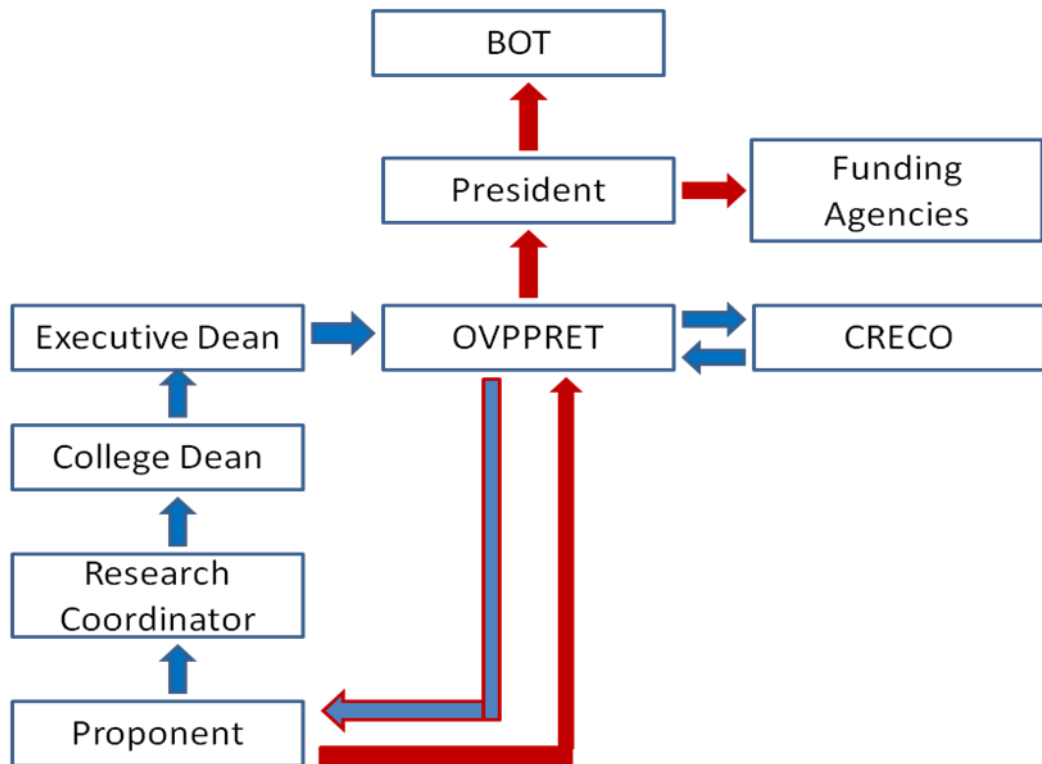 BOT
President
Funding
Agencies
Executive Dean
OVPPRET
CRECO
College Dean
Research
Coordinator
Proponent